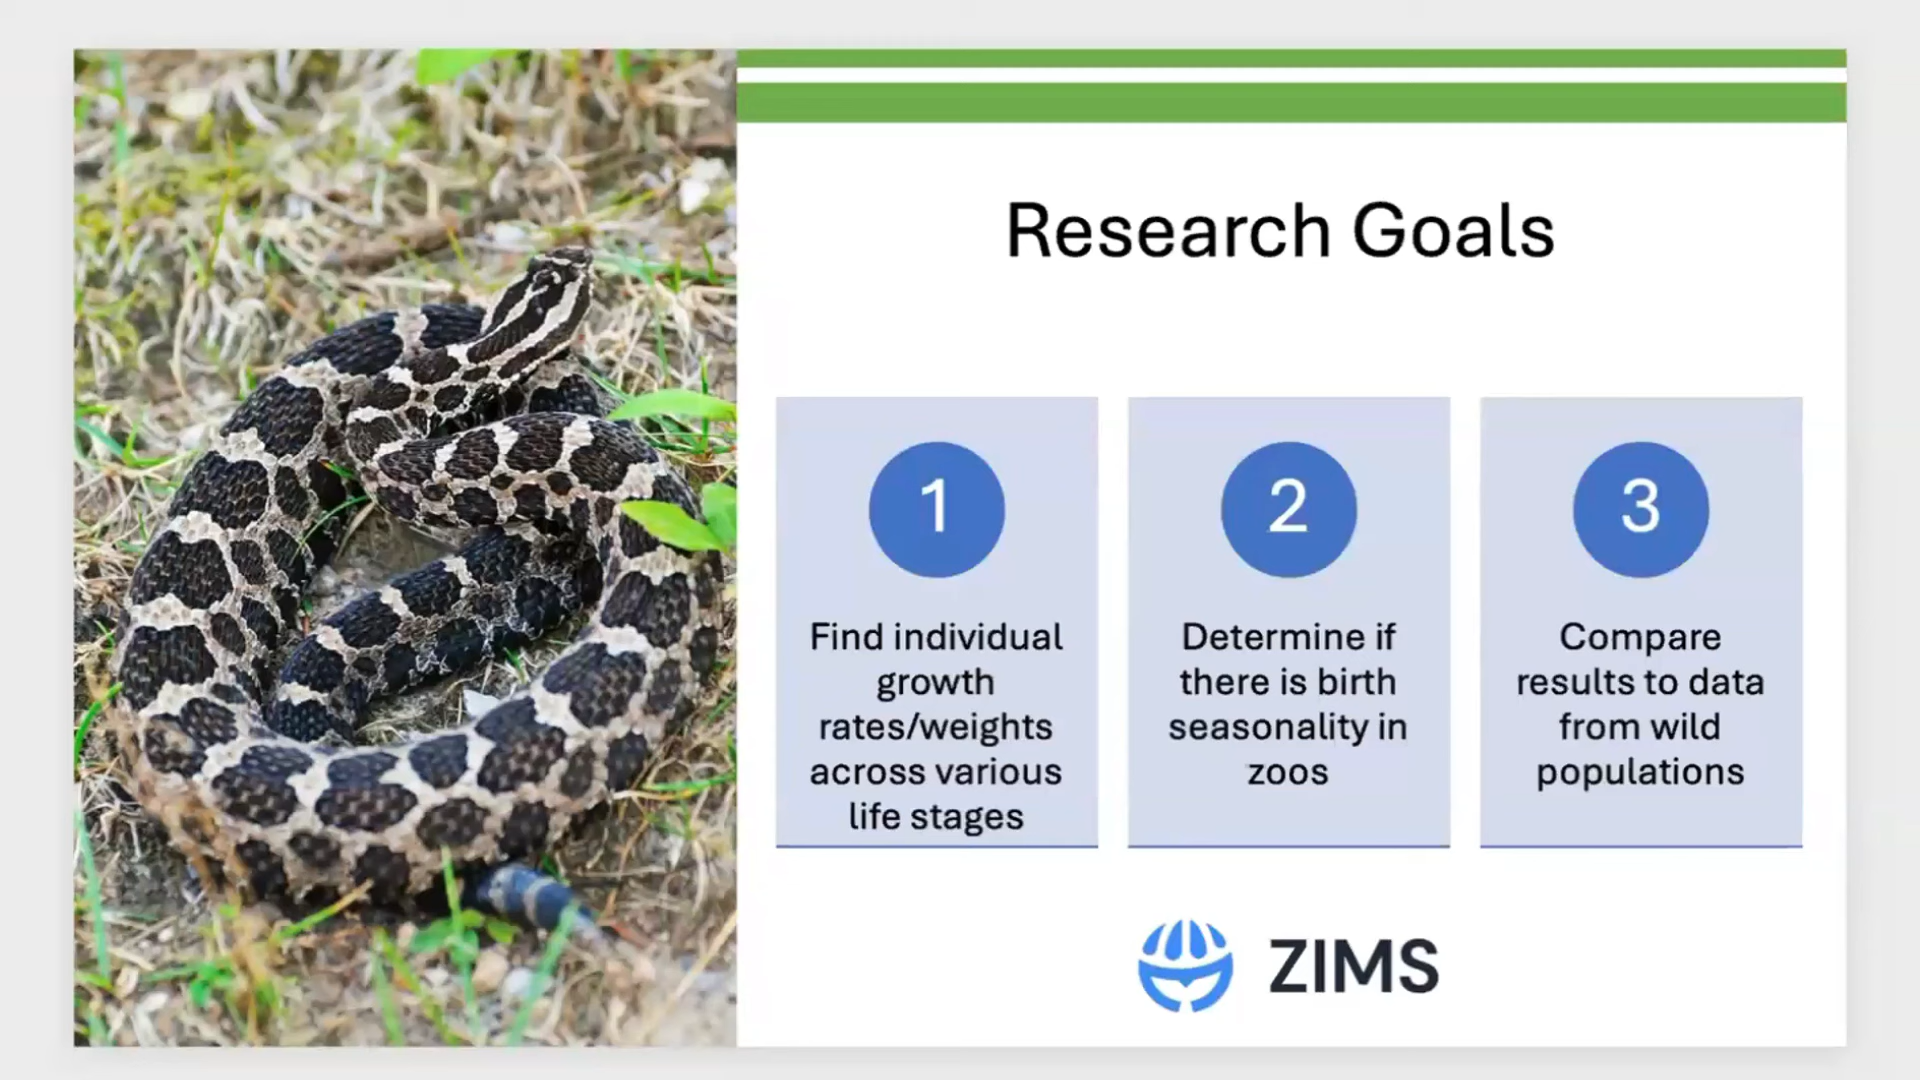 Research Goals
1
Find individual
growth
rates/weights
across various
life stages
2
Determine if
there is birth
seasonality in
zoos
3
Compare
results to data
from wild
populations
ZIMS